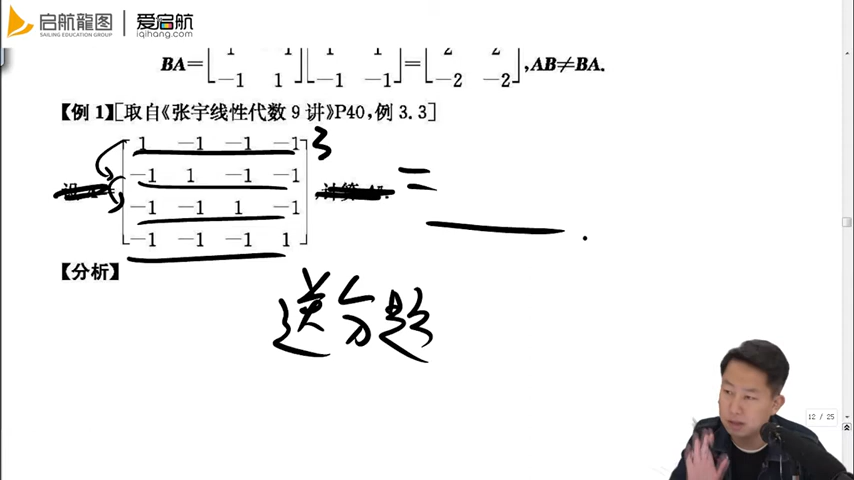 启航龍图 爱启航
SAILING EDUCATION GROUP iqihang.com
BA=[1 -1; -1 1][1 1; -1 -1]=[2 2; -2 -2],AB≠BA.
【例 1】[取自《张宇线性代数 9 讲》P40,例 3.3]
1 -1 -1 -1 3
-1 1 -1 -1 =
-1 -1 1 -1
-1 -1 -1 1
【分析】
送分题
12 / 25